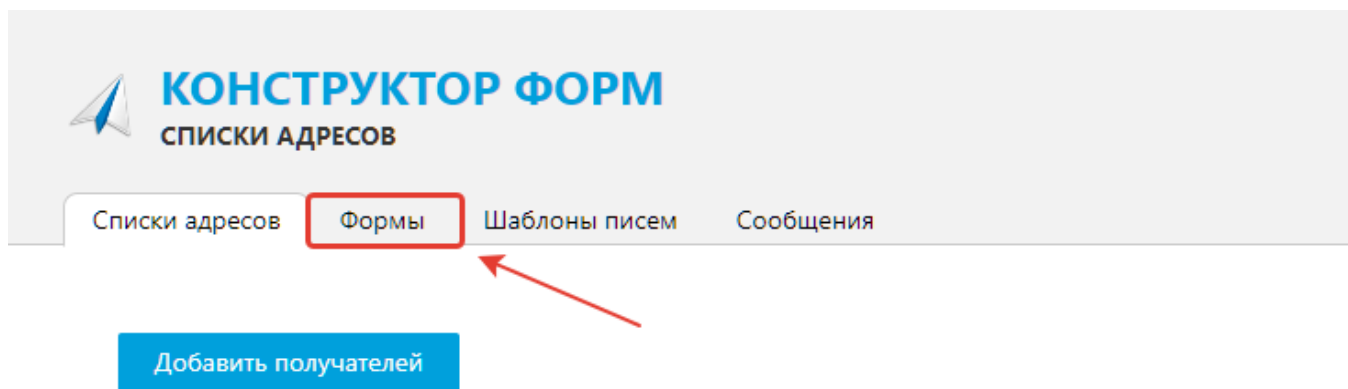 КОНСТРУКТОР ФОРМ
СПИСКИ АДРЕСОВ
Списки адресов Формы Шаблоны писем Сообщения
Добавить получателей